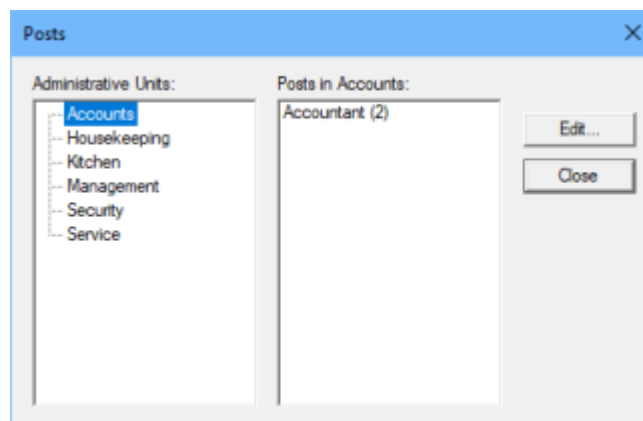 Posts
Administrative Units:
Accounts
Housekeeping
Kitchen
Management
Security
Service
Posts in Accounts:
Accountant (2)
Edit...
Close